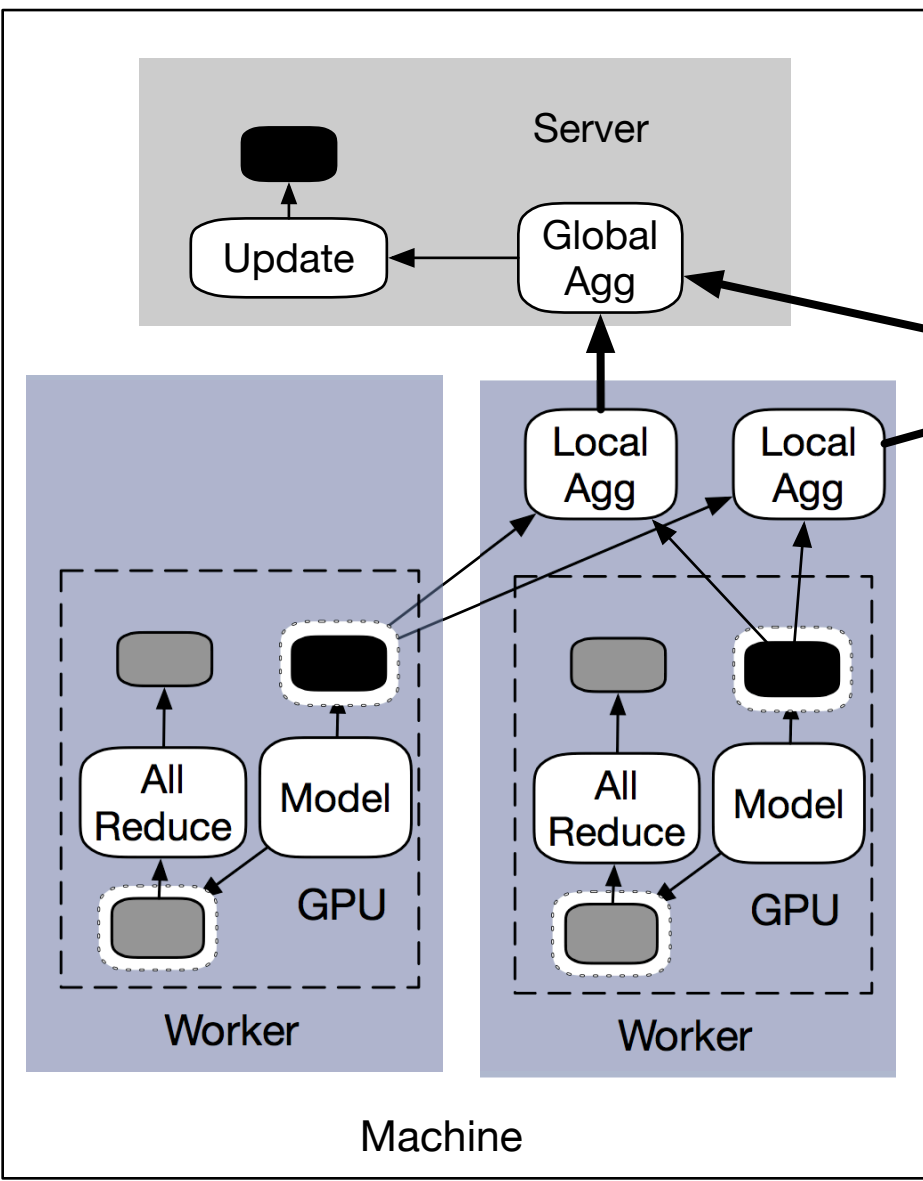 Server
Global
Agg
Update
Local
Agg
Local
Agg
All
Reduce
Model
GPU
Worker
All
Reduce
Model
GPU
Worker
Machine